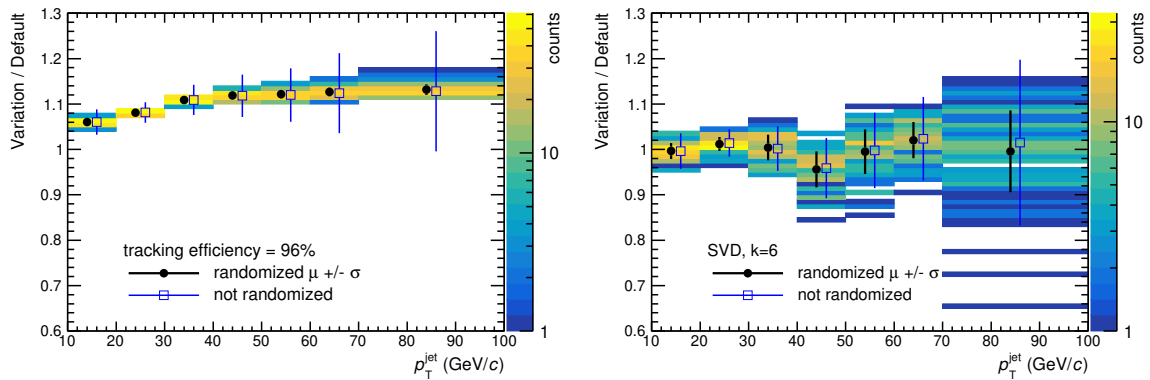 Variation / Default
1.3
1.2
1.1
1
0.9
0.8
0.7
0.6
10 20 30 40 50 60 70 80 90 100
p_T^jet (GeV/c)
tracking efficiency = 96%
randomized μ +/- σ
not randomized
counts
10
1
Variation / Default
1.3
1.2
1.1
1
0.9
0.8
0.7
0.6
10 20 30 40 50 60 70 80 90 100
p_T^jet (GeV/c)
SVD, k=6
randomized μ +/- σ
not randomized
counts
10
1